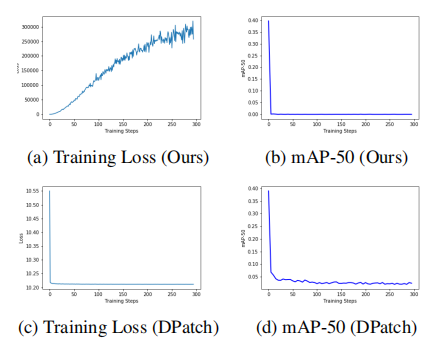 300000
250000
200000
150000
100000
50000
0
0 50 100 150 200 250 300
Training Steps
mAP-50
0.40
0.35
0.30
0.25
0.20
0.15
0.10
0.05
0.00
0 50 100 150 200 250 300
Training Steps
(a) Training Loss (Ours)
(b) mAP-50 (Ours)
Loss
10.55
10.50
10.45
10.40
10.35
10.30
10.25
10.20
0 50 100 150 200 250 300
Training Steps
mAP-50
0.40
0.35
0.30
0.25
0.20
0.15
0.10
0.05
0 50 100 150 200 250 300
Training Steps
(c) Training Loss (DPatch)
(d) mAP-50 (DPatch)